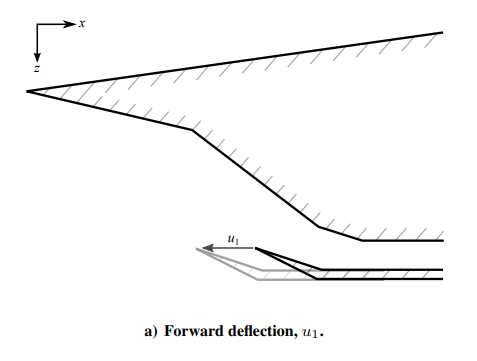 x
z
u₁
a) Forward deflection, u₁.